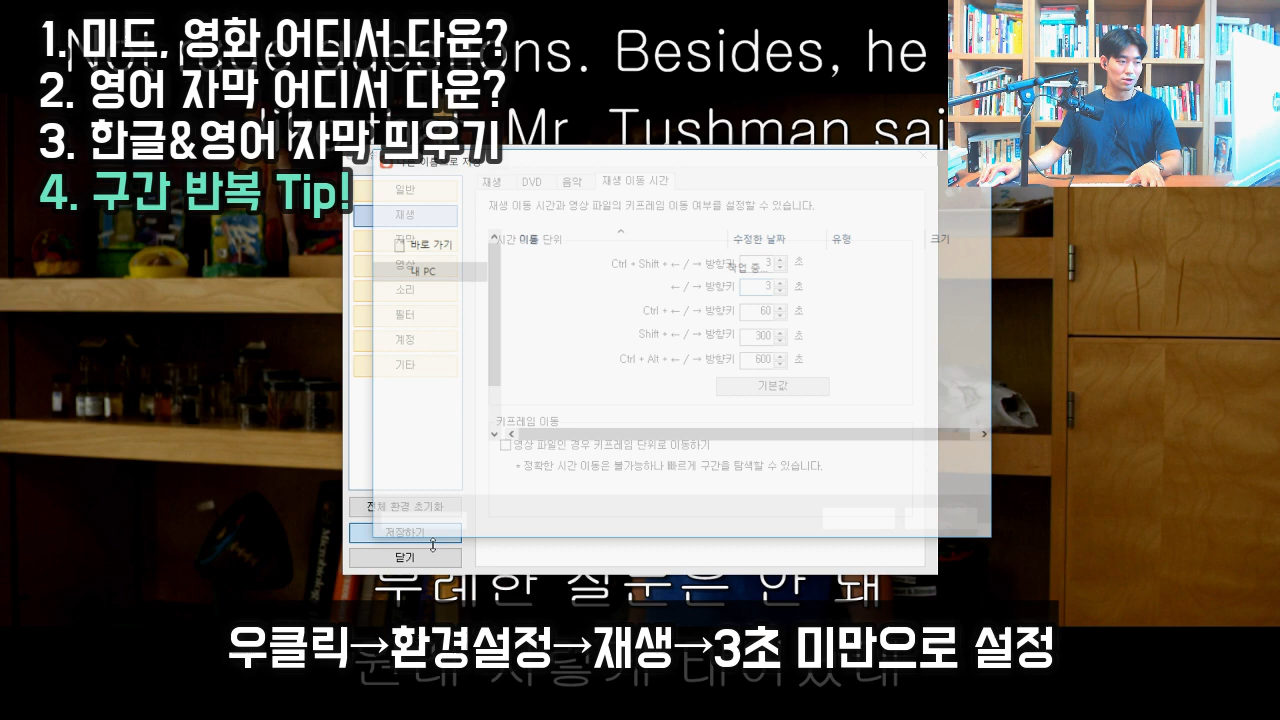 1. 미드, 영화 어디서 다운?
2. 영어 자막 어디서 다운?
3. 한글&영어 자막 띄우기
4. 구간 반복 Tip!
Besides, he
Mr. Tushman sai
일반
재생
자막
영상
소리
필터
계정
기타
바로 가기
내 PC
재생 DVD 음악 재생 이동 시간
재생 이동 시간과 영상 파일의 키프레임 이동 여부를 설정할 수 있습니다.
시간 이동 단위
이름 수정한 날짜 유형 크기
작업 중...
Ctrl + Shift + ← / → 방향키 3 초
← / → 방향키 3 초
Ctrl + ← / → 방향키 60 초
Shift + ← / → 방향키 300 초
Ctrl + Alt + ← / → 방향키 600 초
기본값
키프레임 이동
영상 파일인 경우 키프레임 단위로 이동하기
* 정확한 시간 이동은 불가능하나 빠르게 구간을 탐색할 수 있습니다.
전체 환경 초기화
저장하기
닫기
무례한 질문은 안 돼
우클릭→환경설정→재생→3초 미만으로 설정